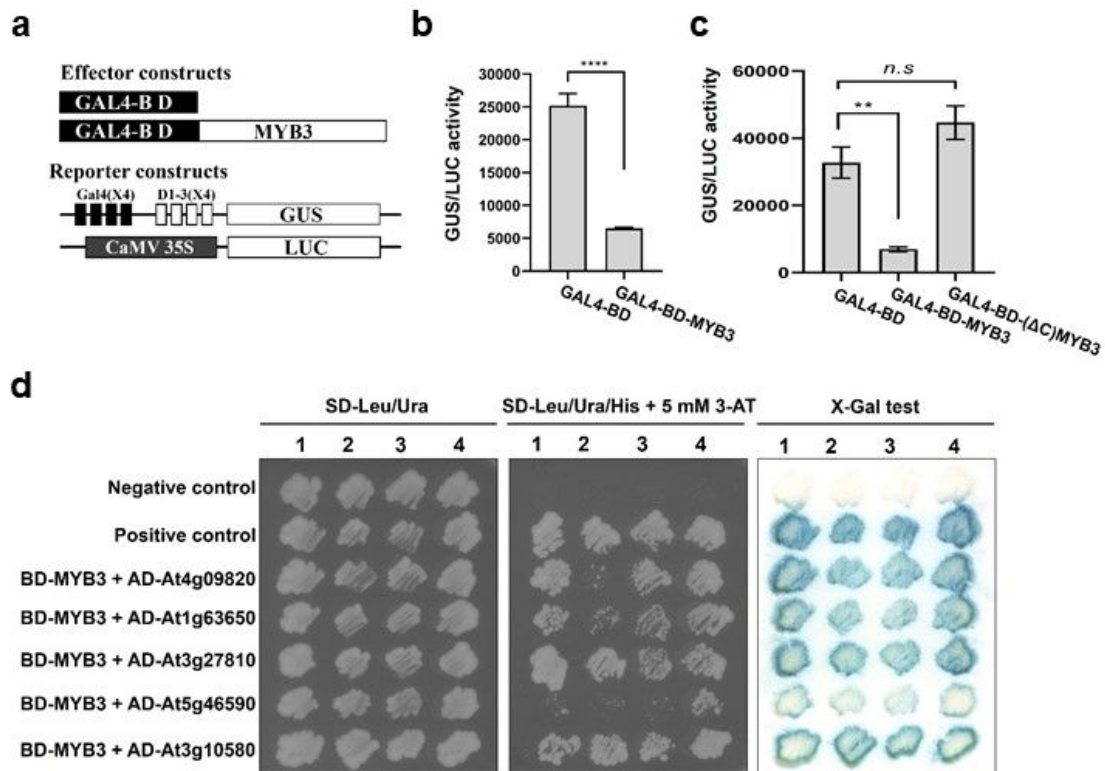 a
Effector constructs
GAL4-B D
GAL4-B D MYB3
Reporter constructs
Gal4(X4) D1-3(X4)
GUS
CaMV 35S LUC
b
GUS/LUC activity
30000
25000
20000
15000
10000
5000
0
****
GAL4-BD
GAL4-BD-MYB3
c
GUS/LUC activity
60000
40000
20000
0
n.s
**
GAL4-BD
GAL4-BD-MYB3
GAL4-BD-(ΔC)MYB3
d
SD-Leu/Ura SD-Leu/Ura/His + 5 mM 3-AT X-Gal test
1 2 3 4 1 2 3 4 1 2 3 4
Negative control
Positive control
BD-MYB3 + AD-At4g09820
BD-MYB3 + AD-At1g63650
BD-MYB3 + AD-At3g27810
BD-MYB3 + AD-At5g46590
BD-MYB3 + AD-At3g10580